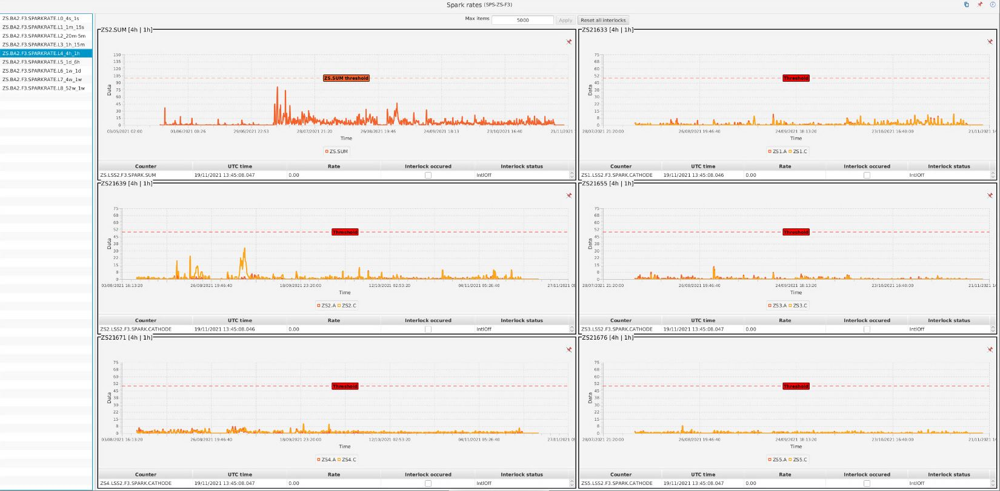 Spark rates (SPS-ZS-F3)
ZS.BA2.F3.SPARKRATE.L0_4s_1s
ZS.BA2.F3.SPARKRATE.L1_1m_15s
ZS.BA2.F3.SPARKRATE.L2_20m-5m
ZS.BA2.F3.SPARKRATE.L3_1h_15m
ZS.BA2.F3.SPARKRATE.L4_4h_1h
ZS.BA2.F3.SPARKRATE.L5_1d_6h
ZS.BA2.F3.SPARKRATE.L6_1w_1d
ZS.BA2.F3.SPARKRATE.L7_4w_1w
ZS.BA2.F3.SPARKRATE.L8_52w_1w
Max items 5000 Apply Reset all interlocks
ZS2.SUM [4h | 1h]
150
135
120
105
90
75
60
45
30
15
0
Data
ZS.SUM threshold
03/05/2021 02:00 01/06/2021 00:26 29/06/2021 22:53 28/07/2021 21:20 26/08/2021 19:46 24/09/2021 18:13 23/10/2021 16:40 21/11/2021 1
Time
ZS.SUM
Counter UTC time Rate Interlock occured Interlock status
ZS.LSS2.F3.SPARK.SUM 19/11/2021 13:45:08.047 0.00 IntlOff
ZS21633 [4h | 1h]
75
68
60
52
45
38
30
22
15
8
0
Data
Threshold
28/07/2021 21:20:00 26/08/2021 19:46:40 24/09/2021 18:13:20 23/10/2021 16:40:00 21/11/2021 14
Time
ZS1.A ZS1.C
Counter UTC time Rate Interlock occured Interlock status
ZS1.LSS2.F3.SPARK.CATHODE 19/11/2021 13:45:08.046 0.00 IntlOff
ZS21639 [4h | 1h]
75
68
60
52
45
38
30
22
15
8
0
Data
Threshold
03/08/2021 16:13:20 26/08/2021 19:46:40 18/09/2021 23:20:00 12/10/2021 02:53:20 04/11/2021 05:26:40 27/11/2021 09
Time
ZS2.A ZS2.C
Counter UTC time Rate Interlock occured Interlock status
ZS2.LSS2.F3.SPARK.CATHODE 19/11/2021 13:45:08.046 0.00 IntlOff
ZS21655 [4h | 1h]
75
68
60
52
45
38
30
22
15
8
0
Data
Threshold
28/07/2021 21:20:00 26/08/2021 19:46:40 24/09/2021 18:13:20 23/10/2021 16:40:00 21/11/2021 14
Time
ZS3.A ZS3.C
Counter UTC time Rate Interlock occured Interlock status
ZS3.LSS2.F3.SPARK.CATHODE 19/11/2021 13:45:08.047 0.00 IntlOff
ZS21671 [4h | 1h]
75
68
60
52
45
38
30
22
15
8
0
Data
Threshold
03/08/2021 16:13:20 26/08/2021 19:46:40 18/09/2021 23:20:00 12/10/2021 02:53:20 04/11/2021 05:26:40 27/11/2021 09
Time
ZS4.A ZS4.C
Counter UTC time Rate Interlock occured Interlock status
ZS4.LSS2.F3.SPARK.CATHODE 19/11/2021 13:45:08.047 0.00 IntlOff
ZS21676 [4h | 1h]
75
68
60
52
45
38
30
22
15
8
0
Data
Threshold
28/07/2021 21:20:00 26/08/2021 19:46:40 24/09/2021 18:13:20 23/10/2021 16:40:00 21/11/2021 14
Time
ZS5.A ZS5.C
Counter UTC time Rate Interlock occured Interlock status
ZS5.LSS2.F3.SPARK.CATHODE 19/11/2021 13:45:08.047 0.00 IntlOff